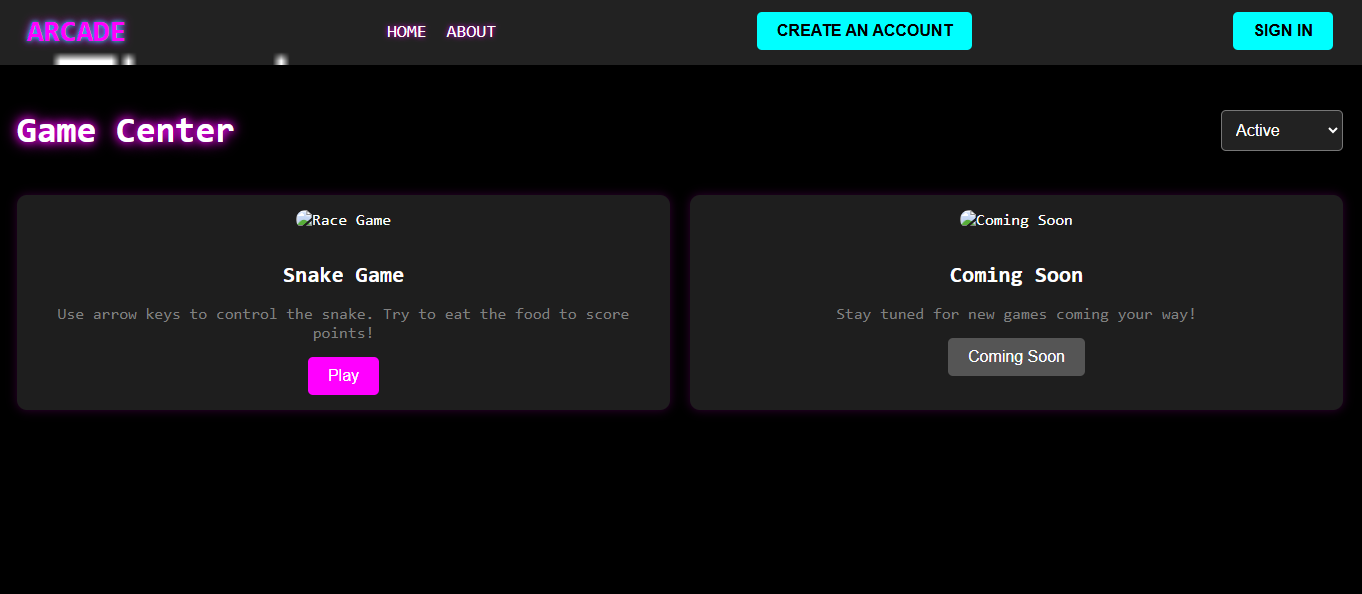 ARCADE
HOME ABOUT
CREATE AN ACCOUNT
SIGN IN
Game Center
Active
Race Game
Coming Soon
Snake Game
Coming Soon
Use arrow keys to control the snake. Try to eat the food to score
points!
Stay tuned for new games coming your way!
Play
Coming Soon